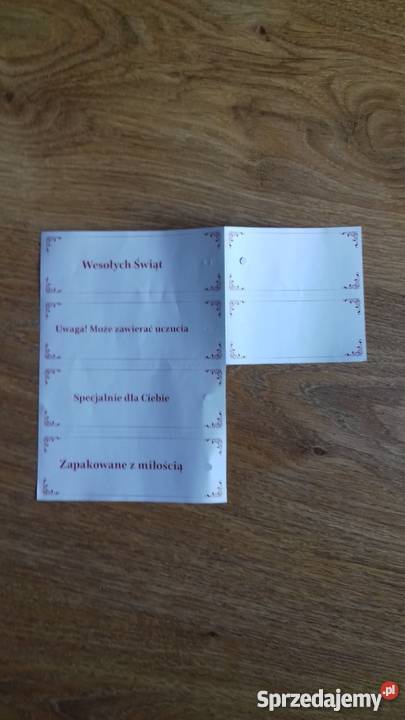 Wesołych Świąt
Uwaga! Może zawierać uczucia
Specjalnie dla Ciebie
Zapakowane z miłością
Sprzedajemy.pl